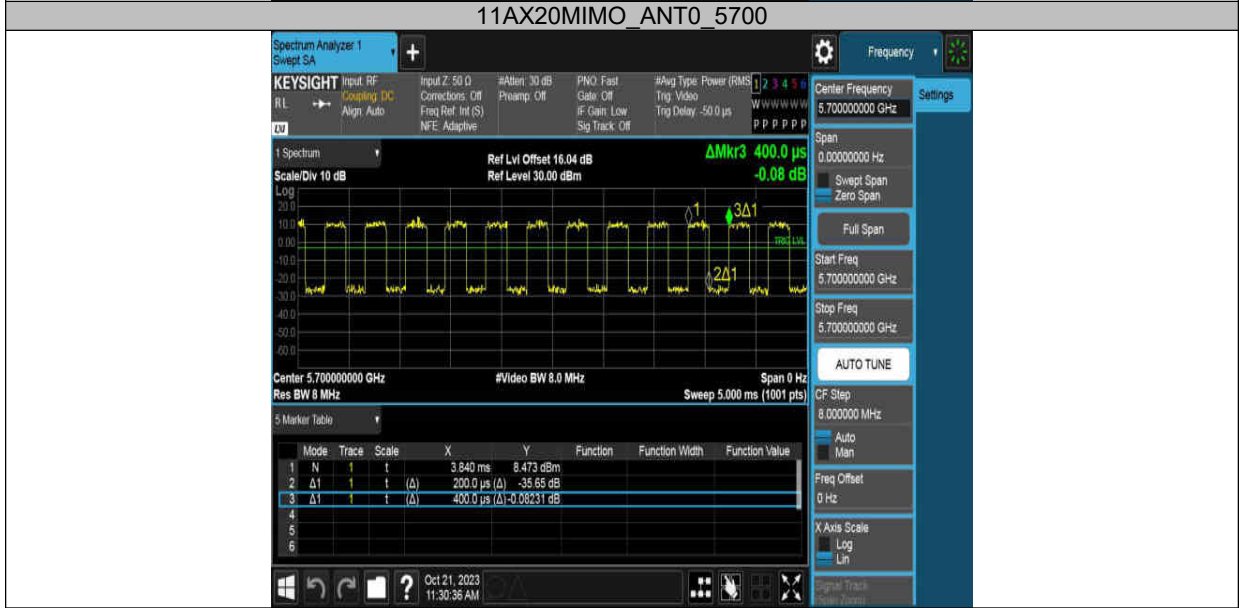 11AX20MIMO_ANT0_5700
Spectrum Analyzer 1
Swept SA
Frequency
KEYSIGHT
RL
Input: RF
Coupling: DC
Align: Auto
Input Z: 50 Ω
Corrections: Off
Freq Ref: Int (S)
NFE: Adaptive
#Atten: 30 dB
Preamp: Off
PNO: Fast
Gate: Off
IF Gain: Low
Sig Track: Off
#Avg Type: Power (RMS
Trig: Video
Trig Delay: -50.0 µs
1 2 3 4 5 6
W W W W W W
P P P P P P
1 Spectrum
Scale/Div 10 dB
Ref Lvl Offset 16.04 dB
Ref Level 30.00 dBm
ΔMkr3 400.0 µs
-0.08 dB
Log
20.0
10.0
0.00
-10.0
-20.0
-30.0
-40.0
-50.0
-60.0
1
3Δ1
2Δ1
TRIG LVL
Center 5.700000000 GHz
#Video BW 8.0 MHz
Span 0 Hz
Res BW 8 MHz
Sweep 5.000 ms (1001 pts)
5 Marker Table
Mode Trace Scale X Y Function Function Width Function Value
1 N 1 t 3.840 ms 8.473 dBm
2 Δ1 1 t (Δ) 200.0 µs (Δ) -35.65 dB
3 Δ1 1 t (Δ) 400.0 µs (Δ) -0.08231 dB
4
5
6
Oct 21, 2023
11:30:36 AM
Center Frequency
5.700000000 GHz
Settings
Span
0.00000000 Hz
Swept Span
Zero Span
Full Span
Start Freq
5.700000000 GHz
Stop Freq
5.700000000 GHz
AUTO TUNE
CF Step
8.000000 MHz
Auto
Man
Freq Offset
0 Hz
X Axis Scale
Log
Lin
Signal Track